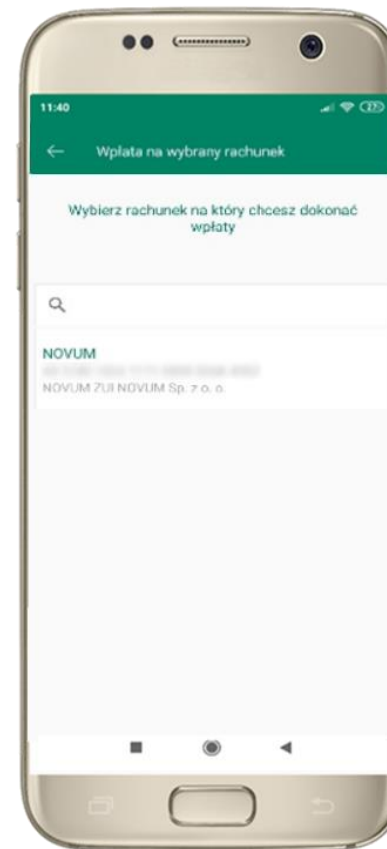 11:40
Wpłata na wybrany rachunek
Wybierz rachunek na który chcesz dokonać
wpłaty
NOVUM
NOVUM ZUI NOVUM Sp. z o. o.